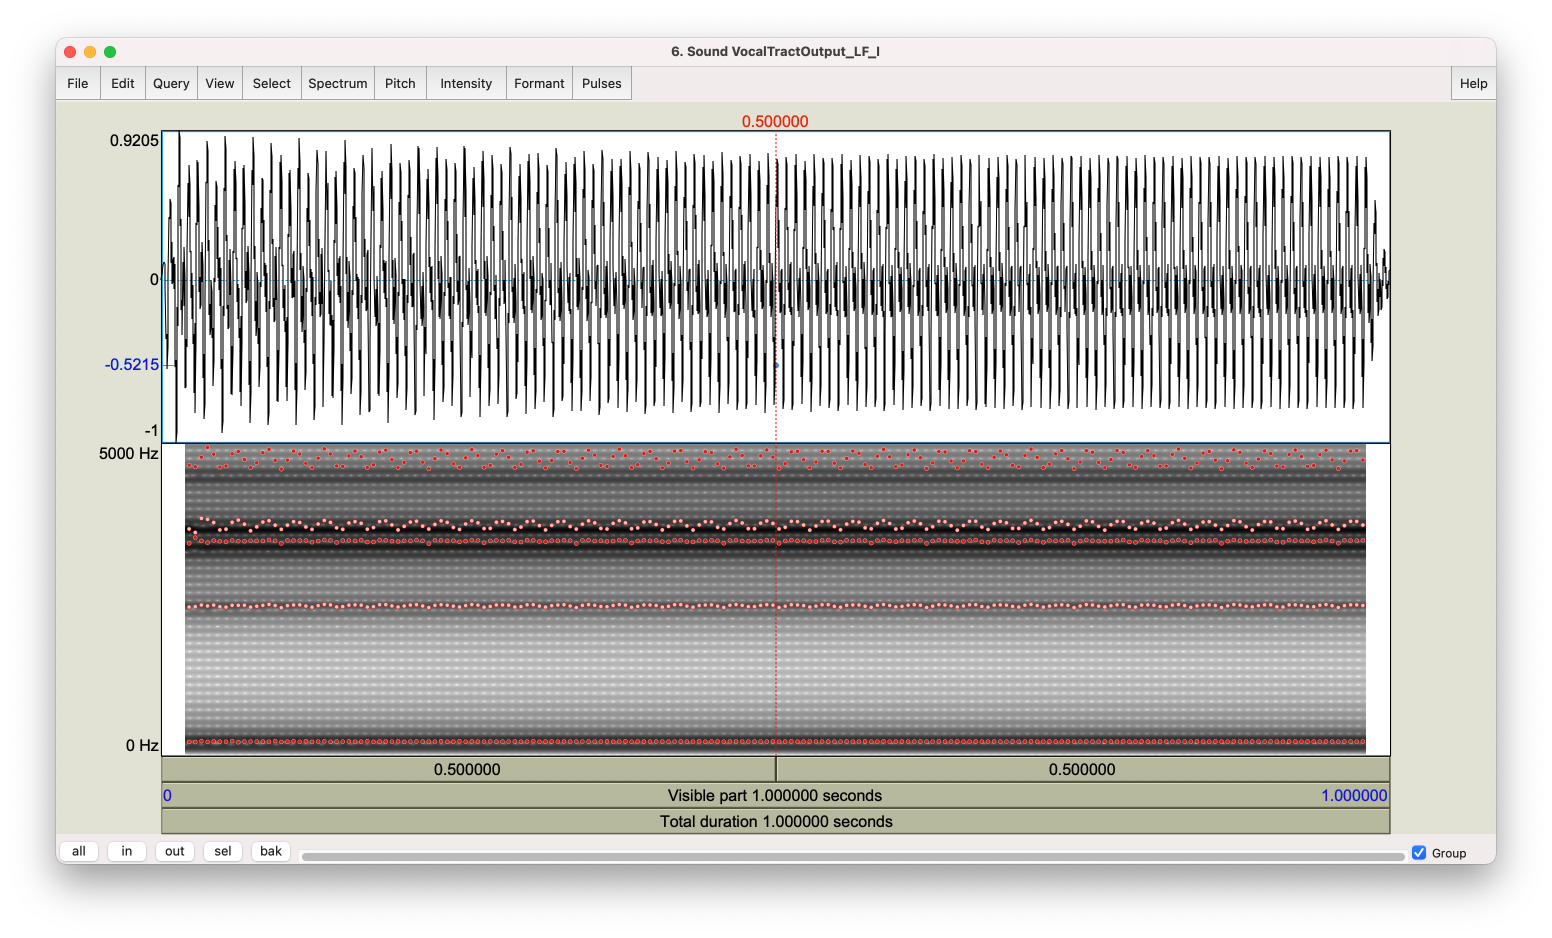 6. Sound VocalTractOutput_LF_I
File Edit Query View Select Spectrum Pitch Intensity Formant Pulses Help
0.500000
0.9205
0
-0.5215
-1
5000 Hz
0 Hz
0.500000 0.500000
0 Visible part 1.000000 seconds 1.000000
Total duration 1.000000 seconds
all in out sel bak Group